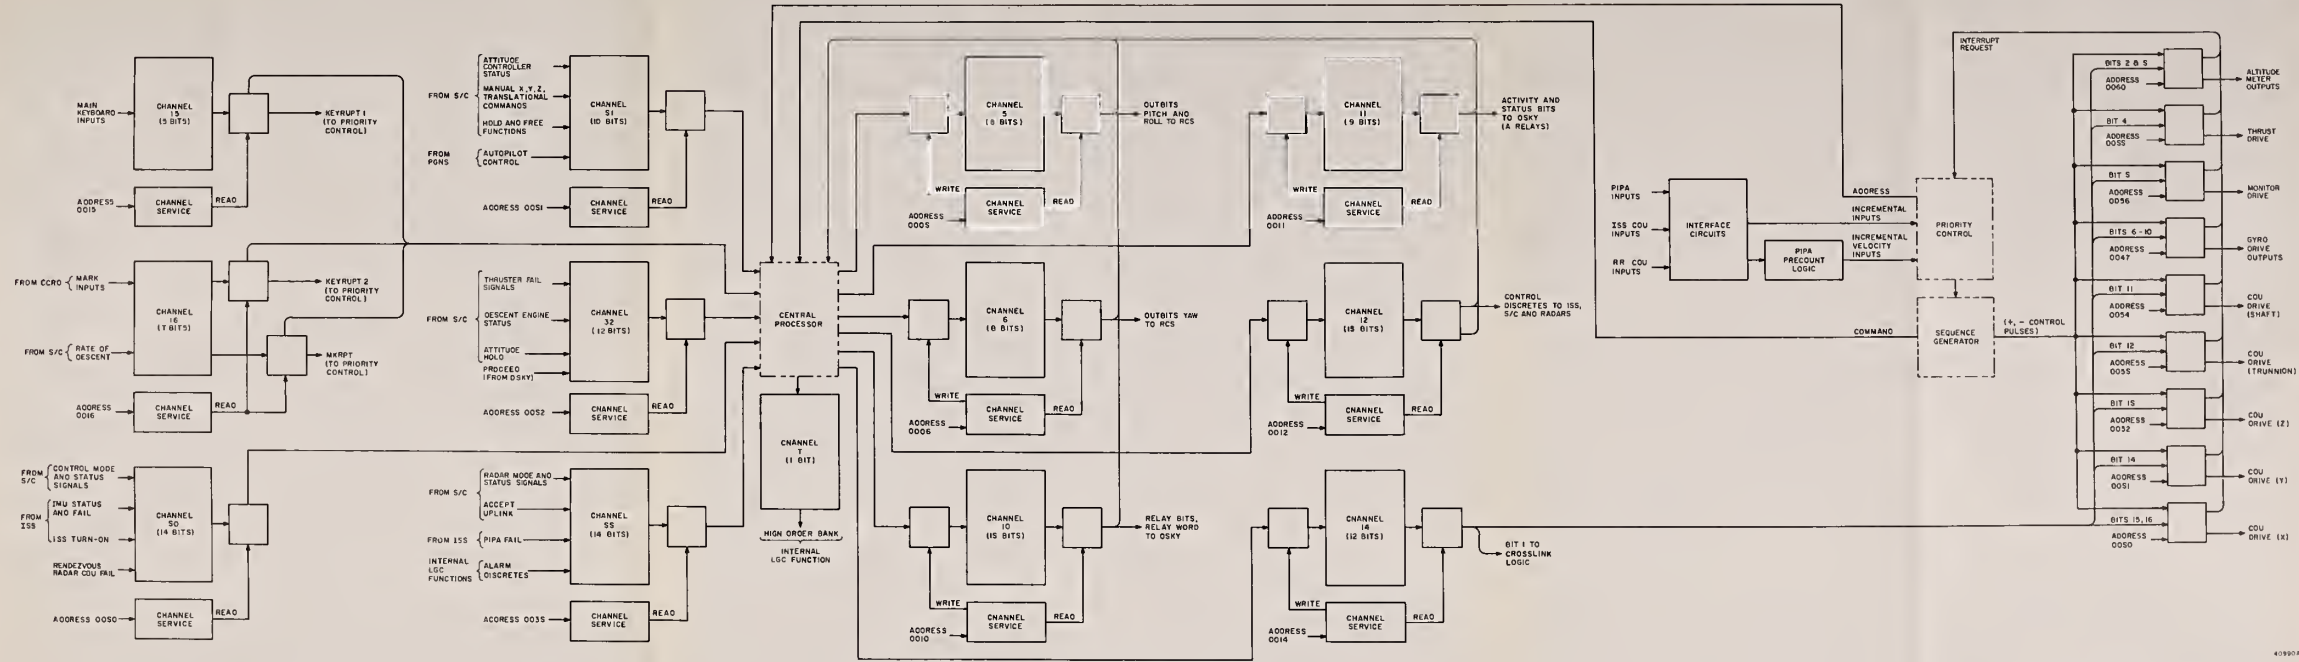 MAIN
KEYBOARD
INPUTS
CHANNEL
15
(5 BITS)
KEYRUPT 1
(TO PRIORITY
CONTROL)
ADDRESS
0015
CHANNEL
SERVICE
READ
FROM S/C
ATTITUDE
CONTROLLER
STATUS
MANUAL X,Y,Z,
TRANSLATIONAL
COMMANDS
HOLD AND FREE
FUNCTIONS
FROM
PGNS
AUTOPILOT
CONTROL
CHANNEL
31
(10 BITS)
ADDRESS 0031
CHANNEL
SERVICE
READ
CHANNEL
5
(8 BITS)
OUTBITS
PITCH AND
ROLL TO RCS
WRITE
CHANNEL
SERVICE
READ
ADDRESS
0005
CHANNEL
11
(9 BITS)
ACTIVITY AND
STATUS BITS
TO DSKY
(A RELAYS)
WRITE
CHANNEL
SERVICE
READ
ADDRESS
0011
FROM CCRD
MARK
INPUTS
CHANNEL
16
(7 BITS)
KEYRUPT 2
(TO PRIORITY
CONTROL)
FROM S/C
RATE OF
DESCENT
MKRPT
(TO PRIORITY
CONTROL)
ADDRESS
0016
CHANNEL
SERVICE
READ
FROM S/C
THRUSTER FAIL
SIGNALS
DESCENT ENGINE
STATUS
ATTITUDE
HOLD
PROCEED
(FROM DSKY)
CHANNEL
32
(12 BITS)
ADDRESS 0032
CHANNEL
SERVICE
READ
CENTRAL
PROCESSOR
CHANNEL
7
(1 BIT)
HIGH ORDER BANK
INTERNAL
LGC FUNCTION
CHANNEL
6
(8 BITS)
OUTBITS YAW
TO RCS
WRITE
CHANNEL
SERVICE
READ
ADDRESS
0006
CHANNEL
12
(15 BITS)
CONTROL
DISCRETES TO ISS,
S/C AND RADARS
WRITE
CHANNEL
SERVICE
READ
ADDRESS
0012
FROM
S/C
CONTROL MODE
AND STATUS
SIGNALS
FROM
ISS
IMU STATUS
AND FAIL
ISS TURN-ON
RENDEZVOUS
RADAR CDU FAIL
CHANNEL
30
(14 BITS)
ADDRESS 0030
CHANNEL
SERVICE
READ
FROM S/C
RADAR MODE AND
STATUS SIGNALS
ACCEPT
UPLINK
FROM ISS
PIPA FAIL
INTERNAL
LGC
FUNCTIONS
ALARM
DISCRETES
CHANNEL
33
(14 BITS)
ADDRESS 0033
CHANNEL
SERVICE
READ
CHANNEL
10
(15 BITS)
RELAY BITS,
RELAY WORD
TO DSKY
WRITE
CHANNEL
SERVICE
READ
ADDRESS
0010
CHANNEL
14
(12 BITS)
BIT 1 TO
CROSSLINK
LOGIC
WRITE
CHANNEL
SERVICE
READ
ADDRESS
0014
PIPA
INPUTS
ISS CDU
INPUTS
RR CDU
INPUTS
INTERFACE
CIRCUITS
PIPA
PRECOUNT
LOGIC
ADDRESS
INCREMENTAL
INPUTS
INCREMENTAL
VELOCITY
INPUTS
COMMAND
INTERRUPT
REQUEST
PRIORITY
CONTROL
SEQUENCE
GENERATOR
(+, - CONTROL
PULSES)
BITS 2 & 3
ADDRESS
0060
ALTITUDE
METER
OUTPUTS
BIT 4
ADDRESS
0055
THRUST
DRIVE
BIT 5
ADDRESS
0056
MONITOR
DRIVE
BITS 6-10
ADDRESS
0047
GYRO
DRIVE
OUTPUTS
BIT 11
ADDRESS
0054
CDU
DRIVE
(SHAFT)
BIT 12
ADDRESS
0053
CDU
DRIVE
(TRUNNION)
BIT 13
ADDRESS
0052
CDU
DRIVE (Z)
BIT 14
ADDRESS
0051
CDU
DRIVE (Y)
BITS 15, 16
ADDRESS
0050
CDU
DRIVE (X)